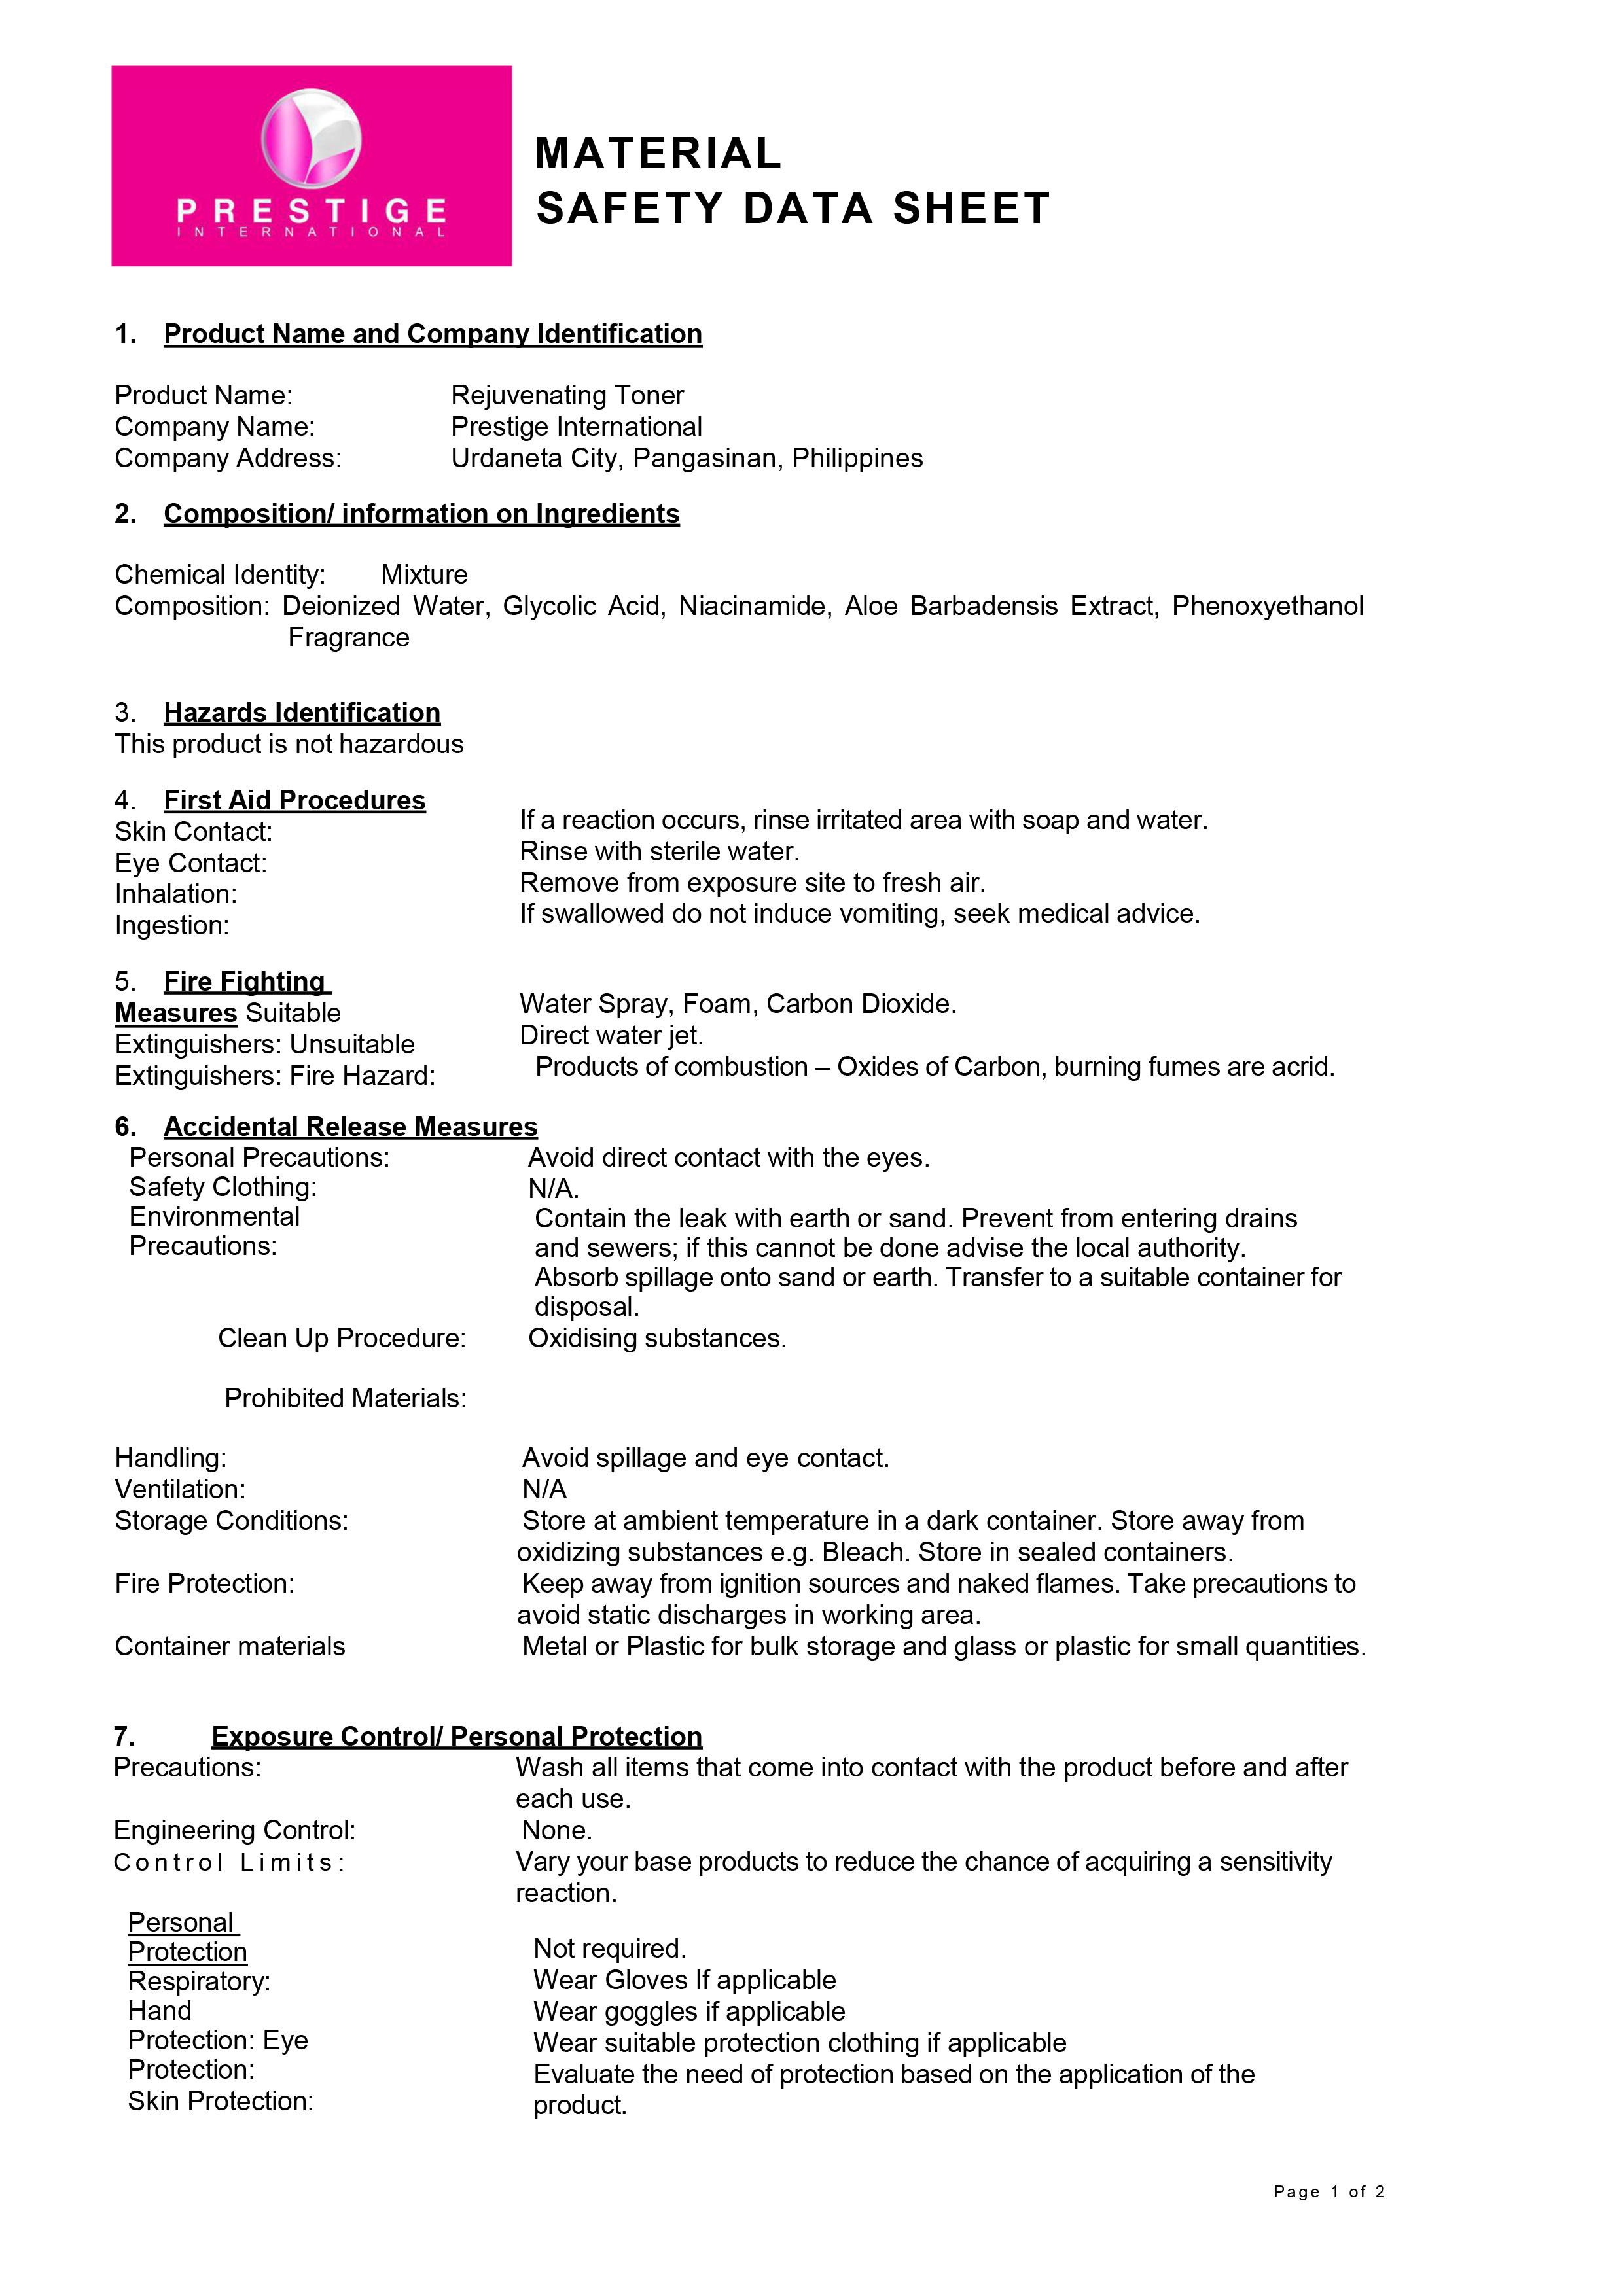 PRESTIGE
INTERNATIONAL
MATERIAL
SAFETY DATA SHEET
1. Product Name and Company Identification
Product Name: Rejuvenating Toner
Company Name: Prestige International
Company Address: Urdaneta City, Pangasinan, Philippines
2. Composition/ information on Ingredients
Chemical Identity: Mixture
Composition: Deionized Water, Glycolic Acid, Niacinamide, Aloe Barbadensis Extract, Phenoxyethanol
Fragrance
3. Hazards Identification
This product is not hazardous
4. First Aid Procedures
Skin Contact: If a reaction occurs, rinse irritated area with soap and water.
Eye Contact: Rinse with sterile water.
Inhalation: Remove from exposure site to fresh air.
Ingestion: If swallowed do not induce vomiting, seek medical advice.
5. Fire Fighting
Measures Suitable Water Spray, Foam, Carbon Dioxide.
Extinguishers: Unsuitable Direct water jet.
Extinguishers: Fire Hazard: Products of combustion – Oxides of Carbon, burning fumes are acrid.
6. Accidental Release Measures
Personal Precautions: Avoid direct contact with the eyes.
Safety Clothing: N/A.
Environmental Contain the leak with earth or sand. Prevent from entering drains
Precautions: and sewers; if this cannot be done advise the local authority.
Absorb spillage onto sand or earth. Transfer to a suitable container for
disposal.
Clean Up Procedure: Oxidising substances.
Prohibited Materials:
Handling: Avoid spillage and eye contact.
Ventilation: N/A
Storage Conditions: Store at ambient temperature in a dark container. Store away from
oxidizing substances e.g. Bleach. Store in sealed containers.
Fire Protection: Keep away from ignition sources and naked flames. Take precautions to
avoid static discharges in working area.
Container materials Metal or Plastic for bulk storage and glass or plastic for small quantities.
7. Exposure Control/ Personal Protection
Precautions: Wash all items that come into contact with the product before and after
each use.
Engineering Control: None.
Control Limits: Vary your base products to reduce the chance of acquiring a sensitivity
reaction.
Personal
Protection Not required.
Respiratory: Wear Gloves If applicable
Hand Wear goggles if applicable
Protection: Eye Wear suitable protection clothing if applicable
Protection: Evaluate the need of protection based on the application of the
Skin Protection: product.
Page 1 of 2